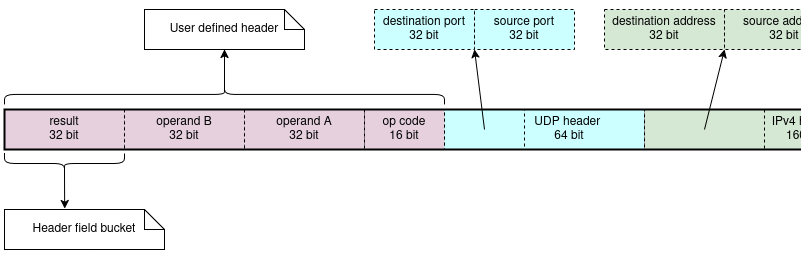 User defined header
destination port
32 bit
source port
32 bit
destination address
32 bit
source add
32 bit
result
32 bit
operand B
32 bit
operand A
32 bit
op code
16 bit
UDP header
64 bit
IPv4
Header field bucket